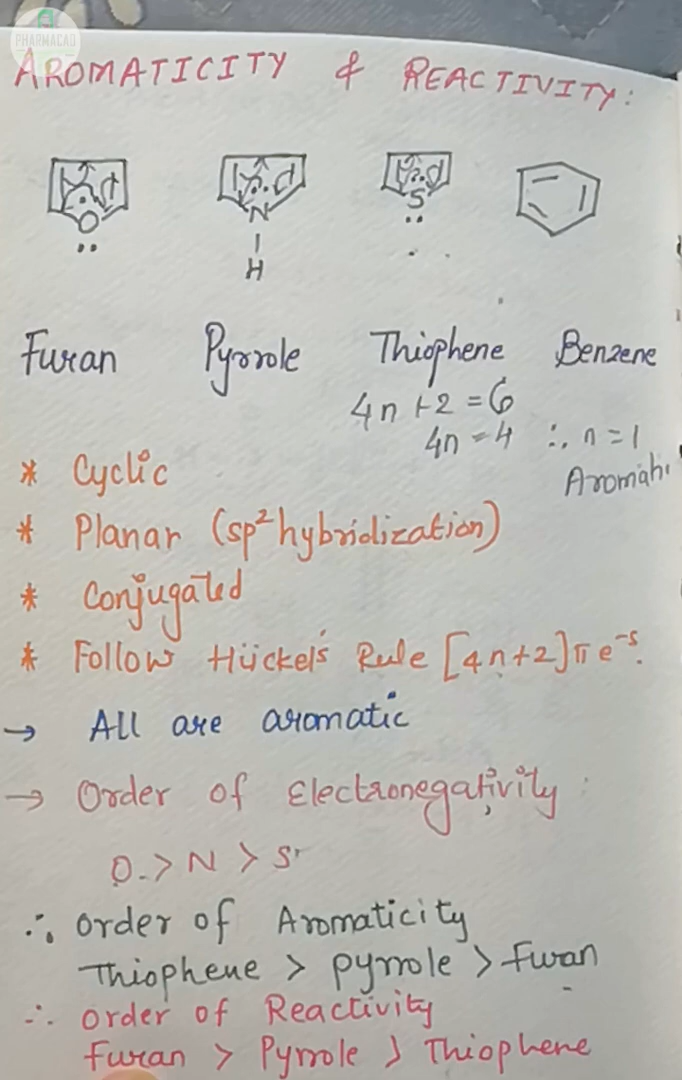 PHARMACAD
AROMATICITY & REACTIVITY:
O N S
H
Furan Pyrrole Thiophene Benzene
4n +2 = 6
4n = 4 ∴ n = 1
* Cyclic
* Planar (sp² hybridization)
* Conjugated
* Follow Hückel's Rule [4n+2]π e⁻ˢ.
→ All are aromatic
→ Order of Electronegativity :
O > N > S
∴ Order of Aromaticity
Thiophene > pyrrole > furan
∴ Order of Reactivity
Furan > Pyrrole > Thiophene